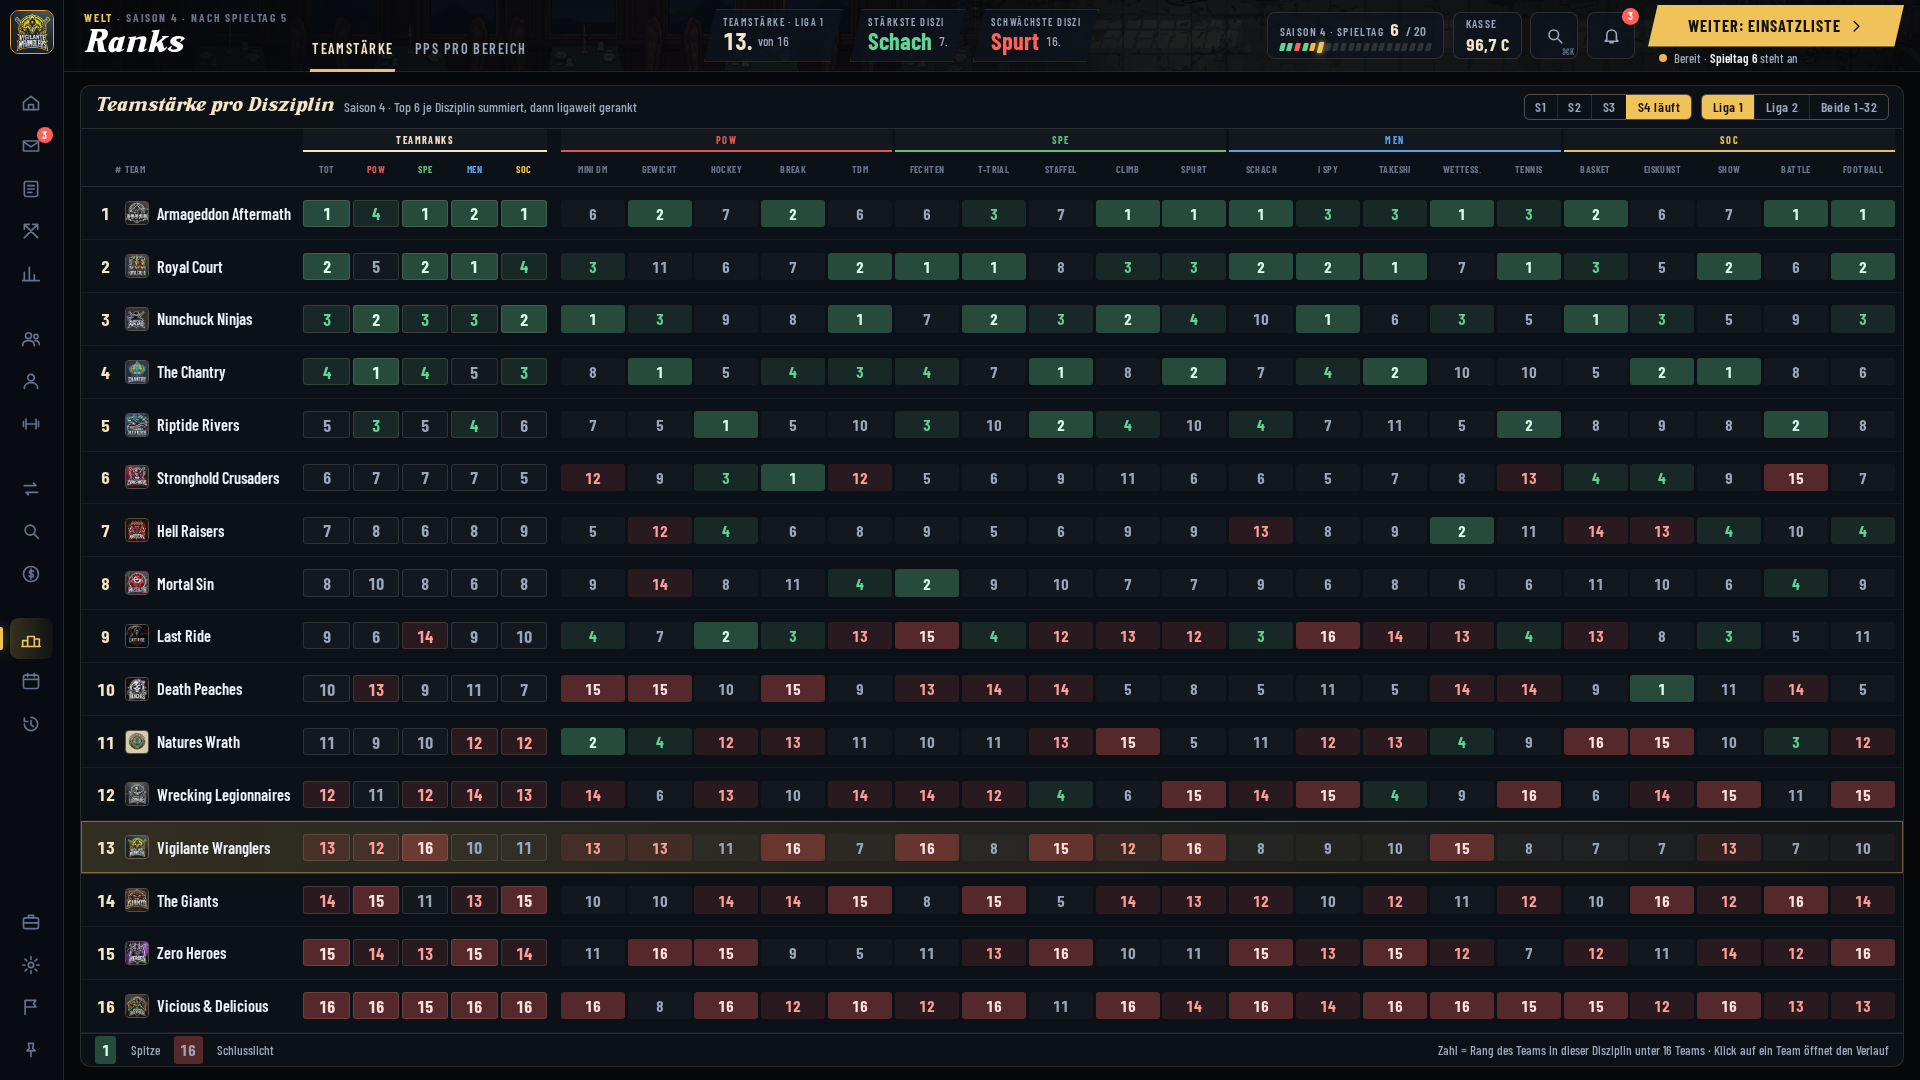 WELT · SAISON 4 · NACH SPIELTAG 5
Ranks
TEAMSTÄRKE PPS PRO BEREICH
TEAMSTÄRKE · LIGA 1
13. von 16
STÄRKSTE DISZI
Schach 7.
SCHWÄCHSTE DISZI
Spurt 16.
SAISON 4 · SPIELTAG 6 / 20
KASSE
96,7 C
⌘K
3
WEITER: EINSATZLISTE
Bereit · Spieltag 6 steht an
3
Teamstärke pro Disziplin Saison 4 · Top 6 je Disziplin summiert, dann ligaweit gerankt
S1 S2 S3 S4 läuft Liga 1 Liga 2 Beide 1–32
TEAMRANKS POW SPE MEN SOC
# TEAM TOT POW SPE MEN SOC MINI DM GEWICHT HOCKEY BREAK TDM FECHTEN T-TRIAL STAFFEL CLIMB SPURT SCHACH I SPY TAKESHI WETTESS. TENNIS BASKET EISKUNST SHOW BATTLE FOOTBALL
1 Armageddon Aftermath 1 4 1 2 1 6 2 7 2 6 6 3 7 1 1 1 3 3 1 3 2 6 7 1 1
2 Royal Court 2 5 2 1 4 3 11 6 7 2 1 1 8 3 3 2 2 1 7 1 3 5 2 6 2
3 Nunchuck Ninjas 3 2 3 3 2 1 3 9 8 1 7 2 3 2 4 10 1 6 3 5 1 3 5 9 3
4 The Chantry 4 1 4 5 3 8 1 5 4 3 4 7 1 8 2 7 4 2 10 10 5 2 1 8 6
5 Riptide Rivers 5 3 5 4 6 7 5 1 5 10 3 10 2 4 10 4 7 11 5 2 8 9 8 2 8
6 Stronghold Crusaders 6 7 7 7 5 12 9 3 1 12 5 6 9 11 6 6 5 7 8 13 4 4 9 15 7
7 Hell Raisers 7 8 6 8 9 5 12 4 6 8 9 5 6 9 9 13 8 9 2 11 14 13 4 10 4
8 Mortal Sin 8 10 8 6 8 9 14 8 11 4 2 9 10 7 7 9 6 8 6 6 11 10 6 4 9
9 Last Ride 9 6 14 9 10 4 7 2 3 13 15 4 12 13 12 3 16 14 13 4 13 8 3 5 11
10 Death Peaches 10 13 9 11 7 15 15 10 15 9 13 14 14 5 8 5 11 5 14 14 9 1 11 14 5
11 Natures Wrath 11 9 10 12 12 2 4 12 13 11 10 11 13 15 5 11 12 13 4 9 16 15 10 3 12
12 Wrecking Legionnaires 12 11 12 14 13 14 6 13 10 14 14 12 4 6 15 14 15 4 9 16 6 14 15 11 15
13 Vigilante Wranglers 13 12 16 10 11 13 13 11 16 7 16 8 15 12 16 8 9 10 15 8 7 7 13 7 10
14 The Giants 14 15 11 13 15 10 10 14 14 15 8 15 5 14 13 12 10 12 11 12 10 16 12 16 14
15 Zero Heroes 15 14 13 15 14 11 16 15 9 5 11 13 16 10 11 15 13 15 12 7 12 11 14 12 16
16 Vicious & Delicious 16 16 15 16 16 16 8 16 12 16 12 16 11 16 14 16 14 16 16 15 15 12 16 13 13
1 Spitze 16 Schlusslicht
Zahl = Rang des Teams in dieser Disziplin unter 16 Teams · Klick auf ein Team öffnet den Verlauf